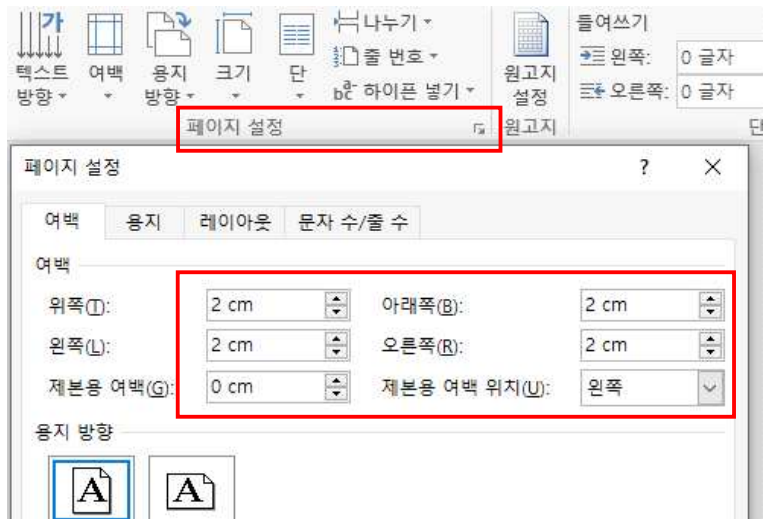 가
나누기
들여쓰기
줄 번호
왼쪽: 0 글자
텍스트 방향
여백
용지 방향
크기
단
bc a- 하이픈 넣기
원고지 설정
오른쪽: 0 글자
페이지 설정
원고지
단
페이지 설정 ? ×
여백 용지 레이아웃 문자 수/줄 수
여백
위쪽(T): 2 cm 아래쪽(B): 2 cm
왼쪽(L): 2 cm 오른쪽(R): 2 cm
제본용 여백(G): 0 cm 제본용 여백 위치(U): 왼쪽
용지 방향
A A